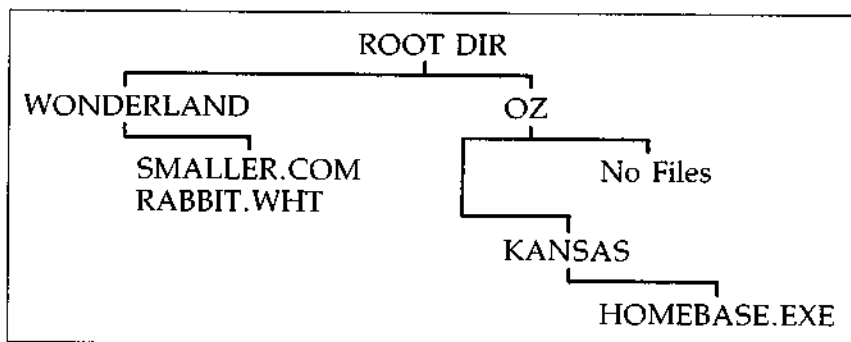 ROOT DIR
WONDERLAND
OZ
SMALLER.COM
RABBIT.WHT
No Files
KANSAS
HOMEBASE.EXE